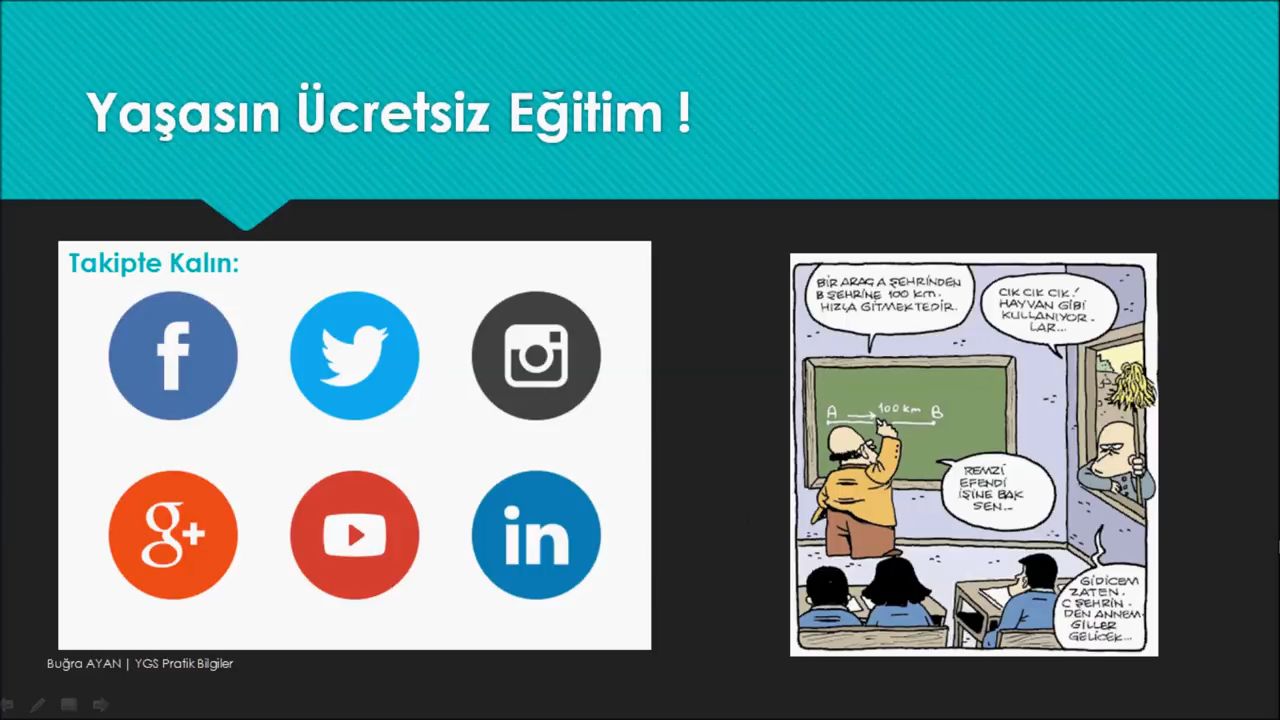 Yaşasın Ücretsiz Eğitim !
Takipte Kalın:
f
g+
in
BİR ARAÇ A ŞEHRİNDEN
B ŞEHRİNE 100 km.
HIZLA GİTMEKTEDİR.
CIK CIK CIK!
HAYVAN GİBİ
KULLANIYOR-
LAR...
A 100 km B
REMZİ
EFENDİ
İŞİNE BAK
SEN...
GİDİCEM
ZATEN.
C ŞEHRİN-
DEN ANNEM-
GİLLER
GELİCEK...
Buğra AYAN | YGS Pratik Bilgiler